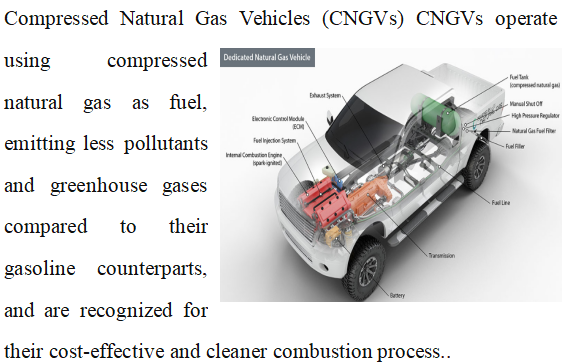 Compressed Natural Gas Vehicles (CNGVs) CNGVs operate
using compressed
natural gas as fuel,
emitting less pollutants
and greenhouse gases
compared to their
gasoline counterparts,
and are recognized for
their cost-effective and cleaner combustion process..
Dedicated Natural Gas Vehicle
Exhaust System
Electronic Control Module
(ECM)
Fuel Injection System
Internal Combustion Engine
(spark-ignited)
Fuel Tank
(compressed natural gas)
Manual Shut Off
High Pressure Regulator
Natural Gas Fuel Filter
Fuel Filler
Fuel Line
Transmission
Battery